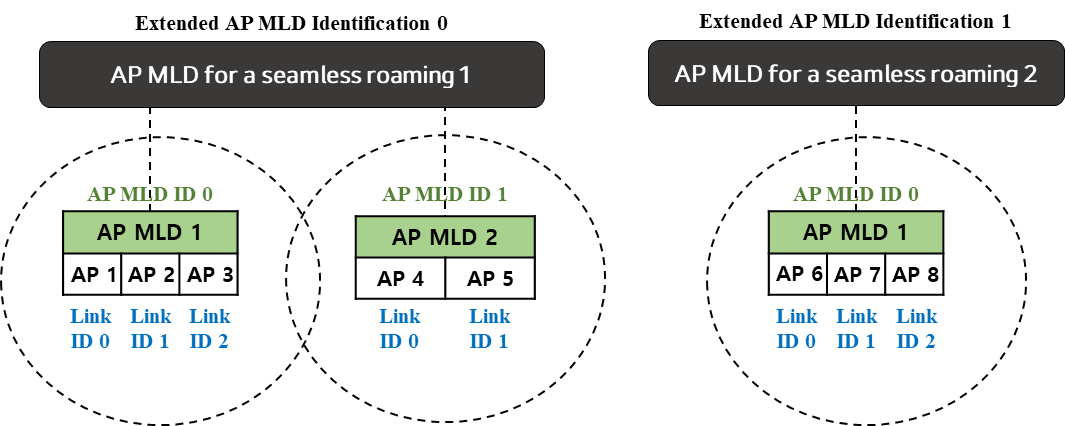 Extended AP MLD Identification 0
AP MLD for a seamless roaming 1
AP MLD ID 0
AP MLD 1
AP 1 AP 2 AP 3
Link ID 0
Link ID 1
Link ID 2
AP MLD ID 1
AP MLD 2
AP 4 AP 5
Link ID 0
Link ID 1
Extended AP MLD Identification 1
AP MLD for a seamless roaming 2
AP MLD ID 0
AP MLD 1
AP 6 AP 7 AP 8
Link ID 0
Link ID 1
Link ID 2